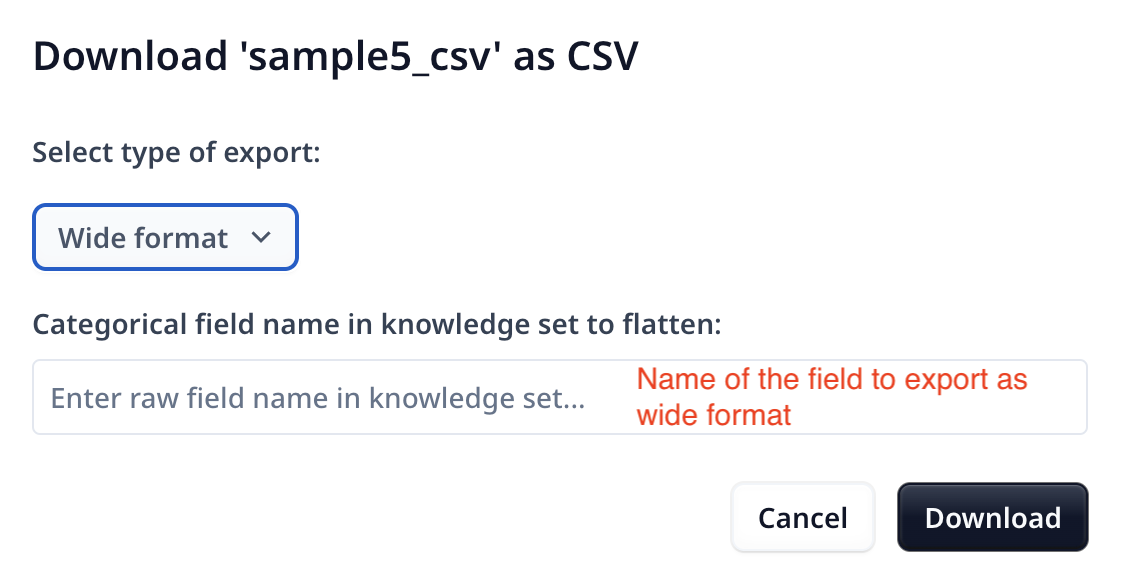 Download 'sample5_csv' as CSV
Select type of export:
Wide format
Categorical field name in knowledge set to flatten:
Enter raw field name in knowledge set...
Name of the field to export as
wide format
Cancel
Download